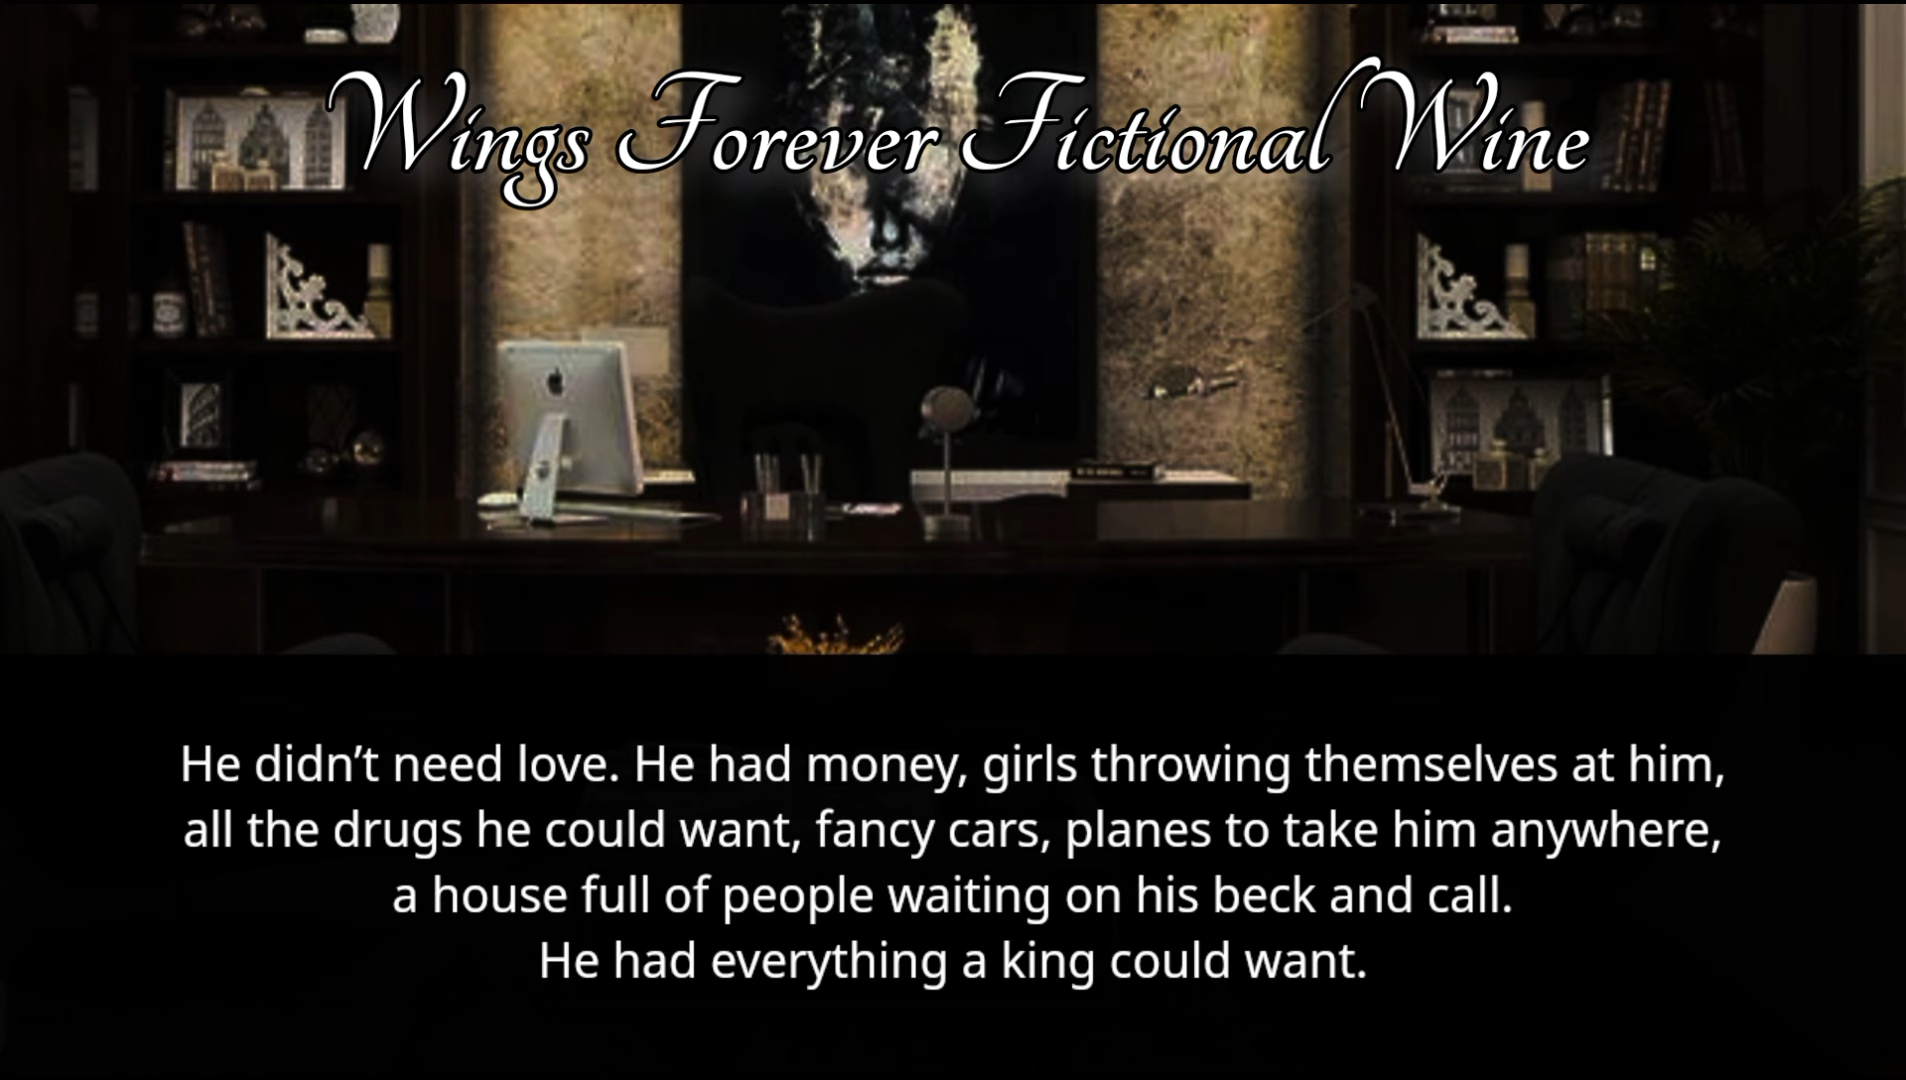 Wings Forever Fictional Wine
He didn’t need love. He had money, girls throwing themselves at him,
all the drugs he could want, fancy cars, planes to take him anywhere,
a house full of people waiting on his beck and call.
He had everything a king could want.